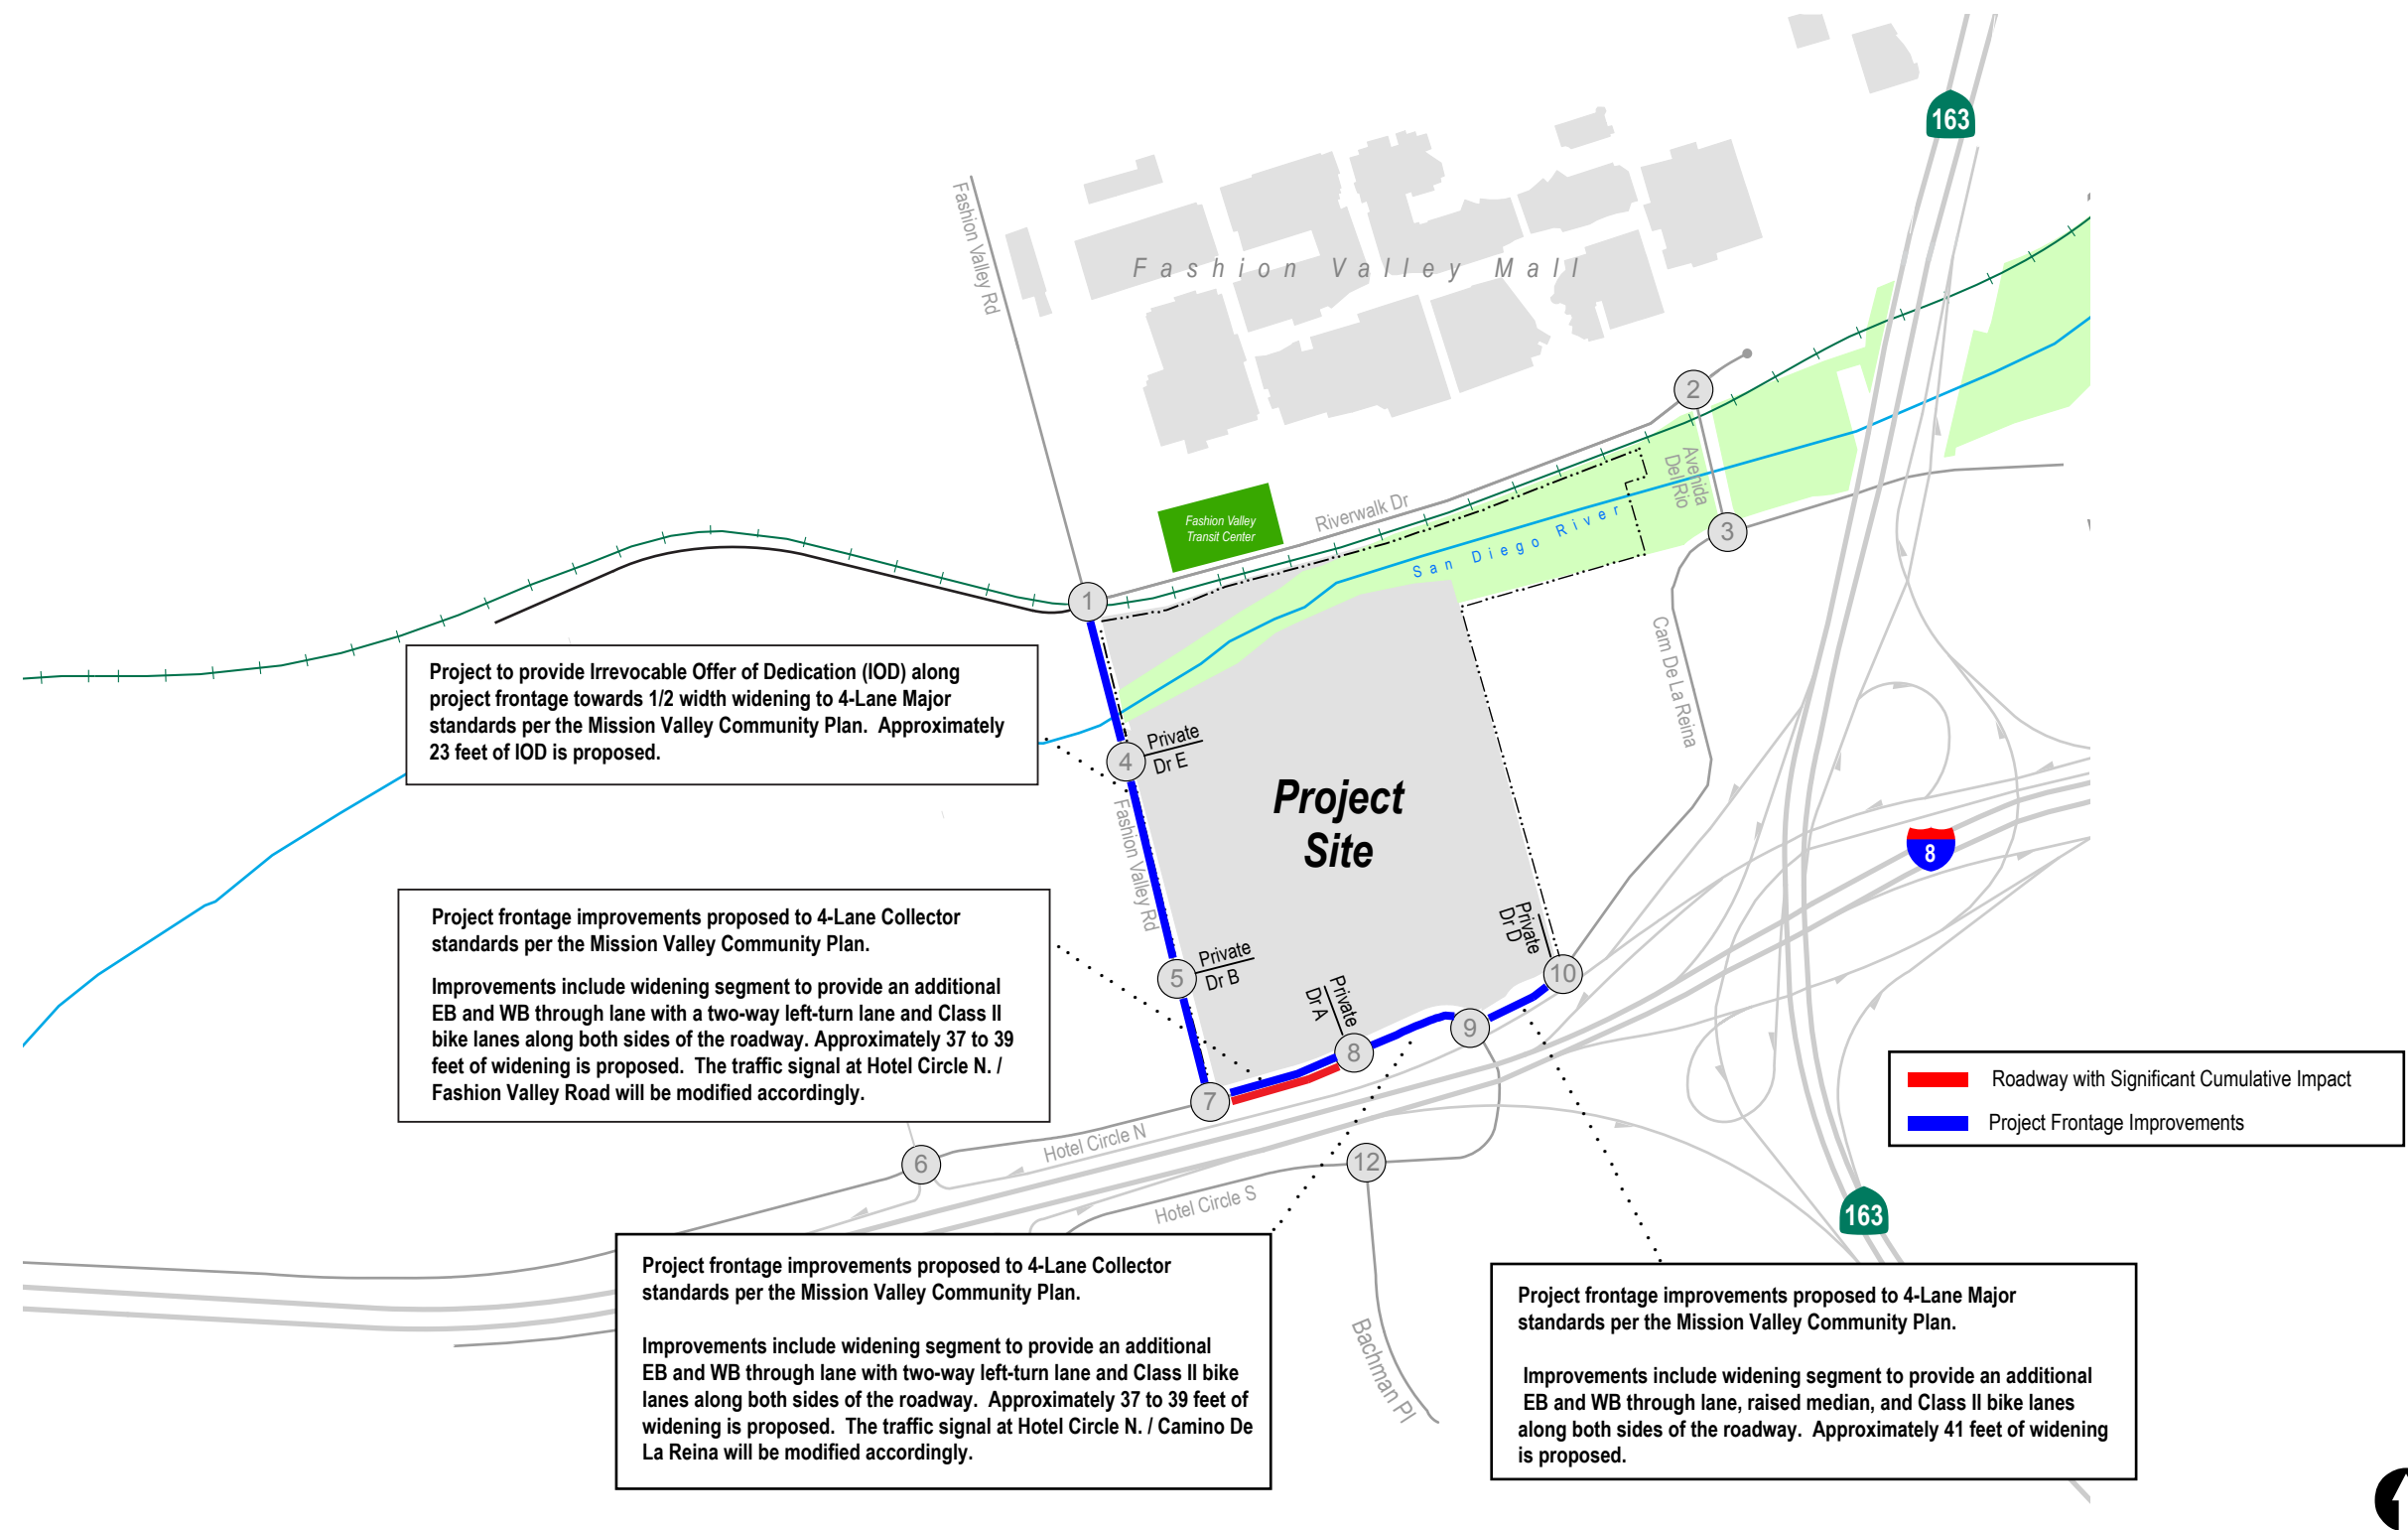 163
Fashion Valley Rd
Fashion Valley Mall
2
Avenida
Del Rio
Fashion Valley
Transit Center
Riverwalk Dr
San Diego River
3
1
Cam De La Reina
Project to provide Irrevocable Offer of Dedication (IOD) along
project frontage towards 1/2 width widening to 4-Lane Major
standards per the Mission Valley Community Plan. Approximately
23 feet of IOD is proposed.
4
Private
Dr E
Project
Site
Fashion Valley Rd
8
Project frontage improvements proposed to 4-Lane Collector
standards per the Mission Valley Community Plan.
Improvements include widening segment to provide an additional
EB and WB through lane with a two-way left-turn lane and Class II
bike lanes along both sides of the roadway. Approximately 37 to 39
feet of widening is proposed. The traffic signal at Hotel Circle N. /
Fashion Valley Road will be modified accordingly.
5
Private
Dr B
Private
Dr A
Private
Dr D
10
9
8
7
6
Hotel Circle N
12
Hotel Circle S
Roadway with Significant Cumulative Impact
Project Frontage Improvements
163
Project frontage improvements proposed to 4-Lane Collector
standards per the Mission Valley Community Plan.
Improvements include widening segment to provide an additional
EB and WB through lane with two-way left-turn lane and Class II bike
lanes along both sides of the roadway. Approximately 37 to 39 feet of
widening is proposed. The traffic signal at Hotel Circle N. / Camino De
La Reina will be modified accordingly.
Bachman Pl
Project frontage improvements proposed to 4-Lane Major
standards per the Mission Valley Community Plan.
Improvements include widening segment to provide an additional
EB and WB through lane, raised median, and Class II bike lanes
along both sides of the roadway. Approximately 41 feet of widening
is proposed.